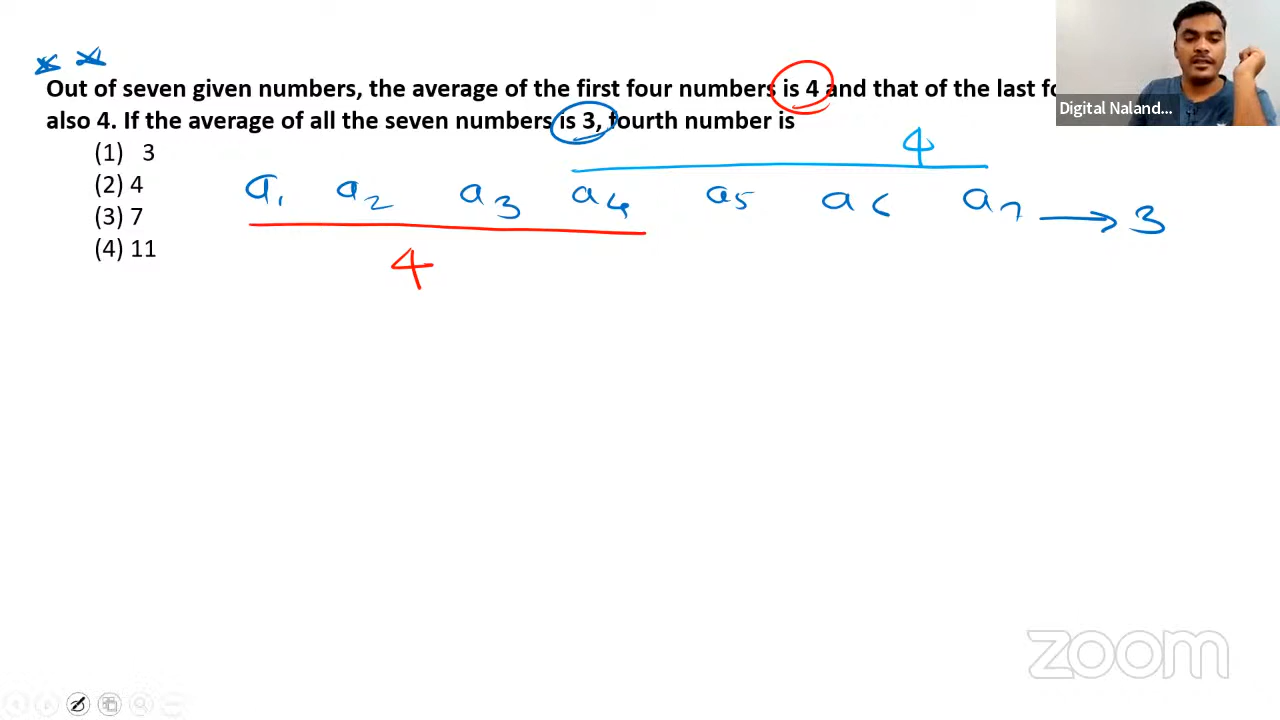 Out of seven given numbers, the average of the first four numbers is 4 and that of the last
also 4. If the average of all the seven numbers is 3, fourth number is
(1) 3
(2) 4
(3) 7
(4) 11
4
a1 a2 a3 a4 a5 a6 a7 → 3
4
Digital Naland...
zoom